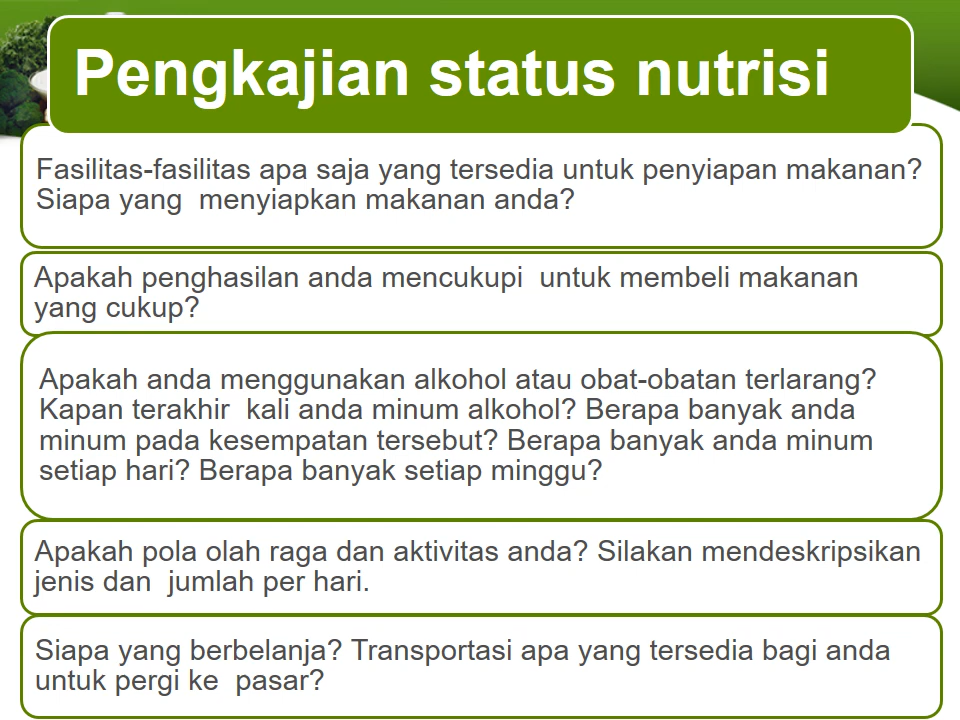 Pengkajian status nutrisi
Fasilitas-fasilitas apa saja yang tersedia untuk penyiapan makanan?
Siapa yang  menyiapkan makanan anda?
Apakah penghasilan anda mencukupi  untuk membeli makanan
yang cukup?
Apakah anda menggunakan alkohol atau obat-obatan terlarang?
Kapan terakhir  kali anda minum alkohol? Berapa banyak anda
minum pada kesempatan tersebut? Berapa banyak anda minum
setiap hari? Berapa banyak setiap minggu?
Apakah pola olah raga dan aktivitas anda? Silakan mendeskripsikan
jenis dan  jumlah per hari.
Siapa yang berbelanja? Transportasi apa yang tersedia bagi anda
untuk pergi ke  pasar?